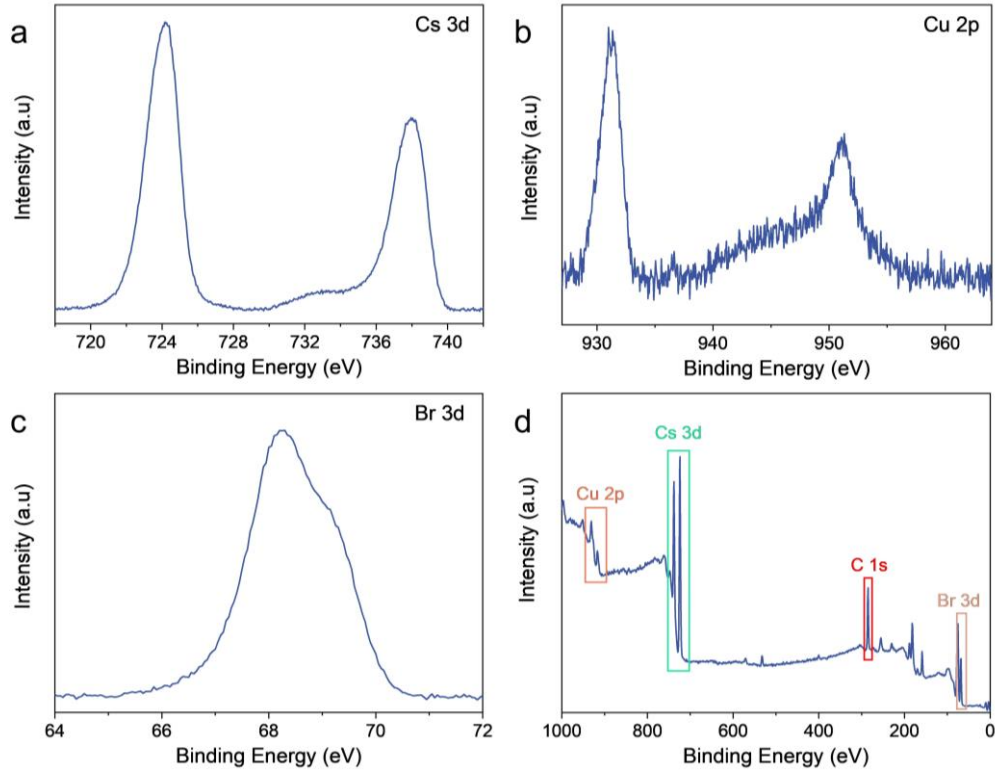 a
Cs 3d
Intensity (a.u)
720 724 728 732 736 740
Binding Energy (eV)
b
Cu 2p
Intensity (a.u)
930 940 950 960
Binding Energy (eV)
c
Br 3d
Intensity (a.u)
64 66 68 70 72
Binding Energy (eV)
d
Cs 3d
Cu 2p
C 1s
Br 3d
Intensity (a.u)
1000 800 600 400 200 0
Binding Energy (eV)